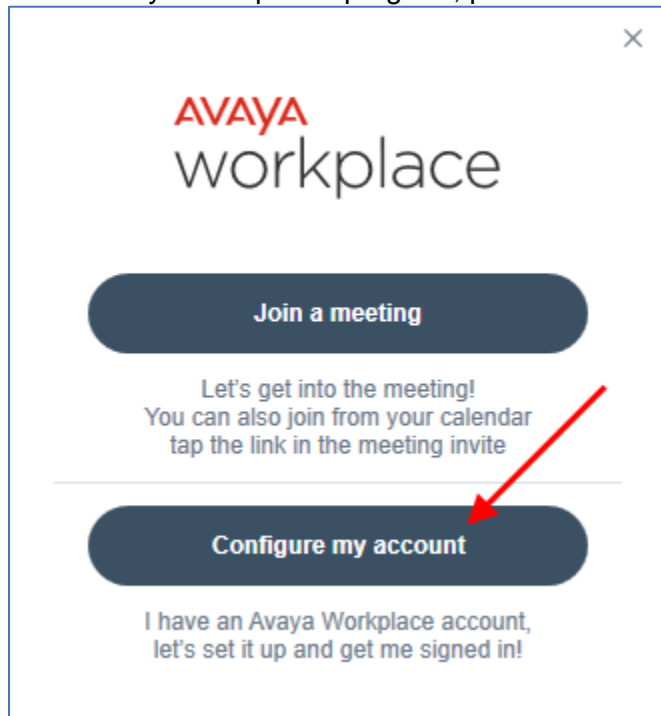 AVAYA
workplace
Join a meeting
Let's get into the meeting!
You can also join from your calendar
tap the link in the meeting invite
Configure my account
I have an Avaya Workplace account,
let's set it up and get me signed in!